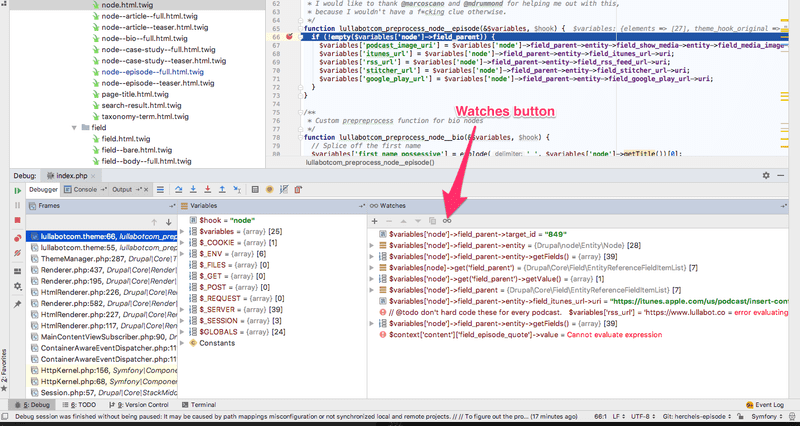 node.html.twig
node--article--full.html.twig
node--article--teaser.html.twig
node--bio--full.html.twig
node--bio--teaser.html.twig
node--case-study--full.html.twig
node--case-study--teaser.html.twig
node--episode--full.html.twig
node--episode--teaser.html.twig
page-title.html.twig
search-result.html.twig
taxonomy-term.html.twig
field
field.html.twig
field--bare.html.twig
field--body--full.html.twig
62 * I would like to thank @marcoscano and @mdrummond for helping me out with this,
* because I wouldn't have a f*cking clue otherwise.
64 */
65 function lullabotcom_preprocess_node__episode(&$variables, $hook) { $variables: {elements => [27], theme_hook_original =>
66 if (!empty($variables['node']->field_parent)) {
67 $variables['podcast_image_uri'] = $variables['node']->field_parent->entity->field_show_media->entity->field_media_image
68 $variables['itunes_url'] = $variables['node']->field_parent->entity->field_itunes_url->uri;
69 $variables['rss_url'] = $variables['node']->field_parent->entity->field_rss_feed_url->uri;
70 $variables['stitcher_url'] = $variables['node']->field_parent->entity->field_stitcher_url->uri;
71 $variables['google_play_url'] = $variables['node']->field_parent->entity->field_google_play_url->uri;
72 }
73 }
74
75 /**
76 * Custom prepreprocess function for bio nodes
77 */
78 function lullabotcom_preprocess_node__bio(&$variables, $hook) {
79 // Splice off the first name
80 $variables['first_name_possessive'] = explode( delimiter: ' ', $variables['node']->getTitle())[0];
lullabotcom_preprocess_node__episode()
Watches button
Debug: index.php
Debugger Console Output
Frames
lullabotcom.theme:66, lullabotcom_prep
lullabotcom.theme:55, lullabotcom_prep
ThemeManager.php:287, Drupal\Core\T
Renderer.php:437, Drupal\Core\Render\
Renderer.php:195, Drupal\Core\Render\
HtmlRenderer.php:226, Drupal\Core\Re
Renderer.php:582, Drupal\Core\Render\
HtmlRenderer.php:227, Drupal\Core\Re
HtmlRenderer.php:117, Drupal\Core\Re
MainContentViewSubscriber.php:90, Dru
ContainerAwareEventDispatcher.php:11
ContainerAwareEventDispatcher.php:11
HttpKernel.php:156, Symfony\Compone
HttpKernel.php:68, Symfony\Compone
Session.php:57, Drupal\Core\StackMidd
Variables
$hook = "node"
$variables = {array} [25]
$_COOKIE = {array} [1]
$_ENV = {array} [6]
$_FILES = {array} [0]
$_GET = {array} [0]
$_POST = {array} [0]
$_REQUEST = {array} [0]
$_SERVER = {array} [39]
$_SESSION = {array} [3]
$GLOBALS = {array} [24]
Constants
Watches
$variables['node']->field_parent->target_id = "849"
$variables['node']->field_parent->entity = {Drupal\node\Entity\Node} [28]
$variables['node']->field_parent->entity->getFields() = {array} [39]
$variables[node]->get('field_parent') = {Drupal\Core\Field\EntityReferenceFieldItemList} [7]
$variables['node']->get('field_parent')->getValue() = {array} [1]
$variables['node']->field_parent = {Drupal\Core\Field\EntityReferenceFieldItemList} [7]
$variables['node']->field_parent->entity->field_itunes_url->uri = "https://itunes.apple.com/us/podcast/insert-con
// @todo don't hard code these for every podcast. $variables['rss_url'] = 'https://www.lullabot.co = error evaluating
$variables['node']->field_parent->entity->getFields() = {array} [39]
$context['content']['field_episode_quote']->value = Cannot evaluate expression
2: Favorites
5: Debug 6: TODO 9: Version Control Terminal Event Log
Debug session was finished without being paused: It may be caused by path mappings misconfiguration or not synchronized local and remote projects. // // To figure out the pro... (17 minutes ago) 66:1 LF UTF-8 Git: hercheis-episode Symfony